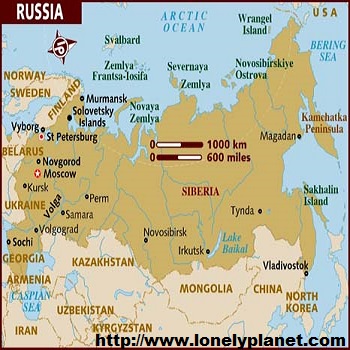 RUSSIA
ARCTIC
OCEAN
USA
Wrangel
Island
BERING
SEA
Svålbard
Zemlya
Frantsa-Iosifa
Severnaya
Zemlya
Novosibirskiye
Ostrova
NORWAY
SWEDEN
FINLAND
Murmansk
Solovetsky
Islands
Novaya
Zemlya
Kamchatka
Peninsula
Vyborg
St Petersburg
0 1000 km
0 600 miles
Magadan
BELARUS
Novgorod
Moscow
Kursk
SIBERIA
Sakhalin
Island
UKRAINE
Volga
Perm
Samara
Tynda
Sochi
Volgograd
Novosibirsk
Irkutsk
Lake
Baikal
GEORGIA
ARMENIA
KAZAKHSTAN
Vladivostok
CASPIAN
SEA
MONGOLIA
CHINA
NORTH
KOREA
IRAN
UZBEKISTAN
KYRGYZSTAN
http://www.lonelyplanet.com